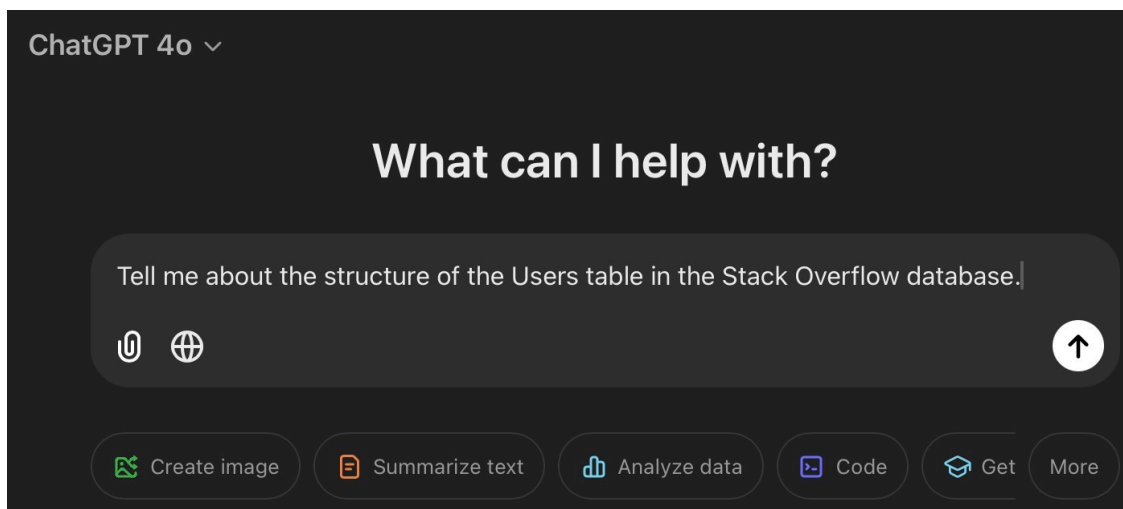 ChatGPT 4o
What can I help with?
Tell me about the structure of the Users table in the Stack Overflow database.
Create image
Summarize text
Analyze data
Code
Get
More